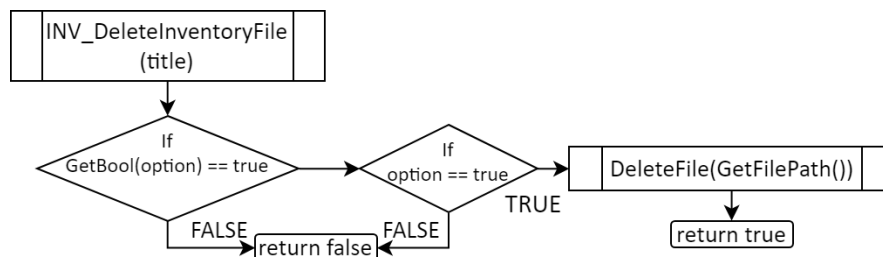 INV_DeleteInventoryFile
(title)
If
GetBool(option) == true
If
option == true
DeleteFile(GetFilePath())
TRUE
FALSE
FALSE
return false
return true